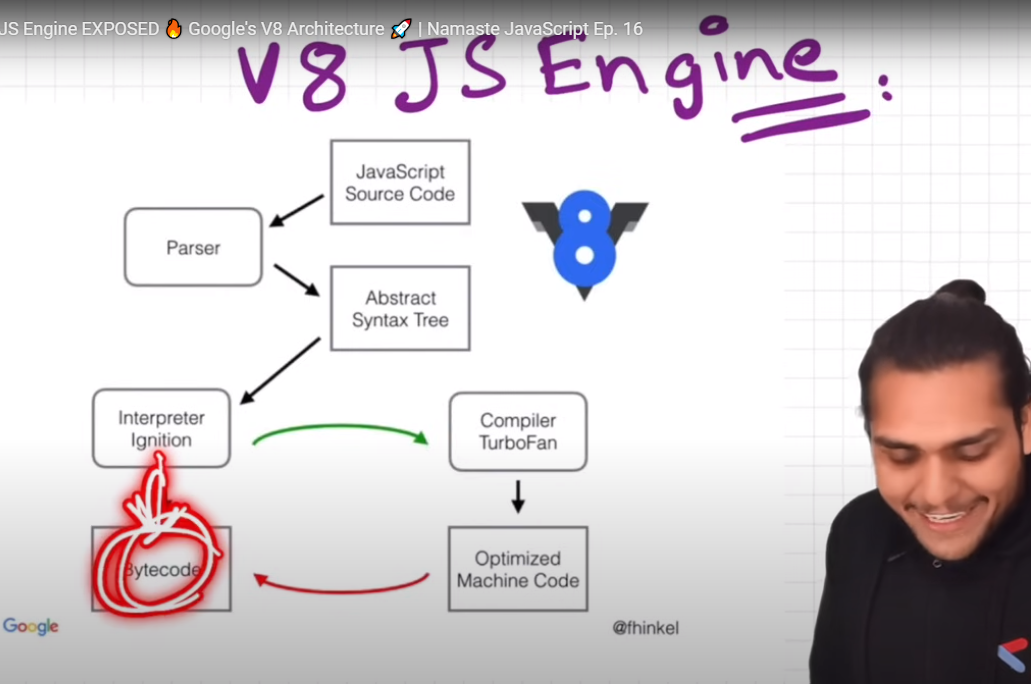 JS Engine EXPOSED 🔥 Google's V8 Architecture 🚀 | Namaste JavaScript Ep. 16
V8 JS Engine :
JavaScript
Source Code
Parser
Abstract
Syntax Tree
8
Interpreter
Ignition
Compiler
TurboFan
Bytecode
Optimized
Machine Code
Google
@fhinkel